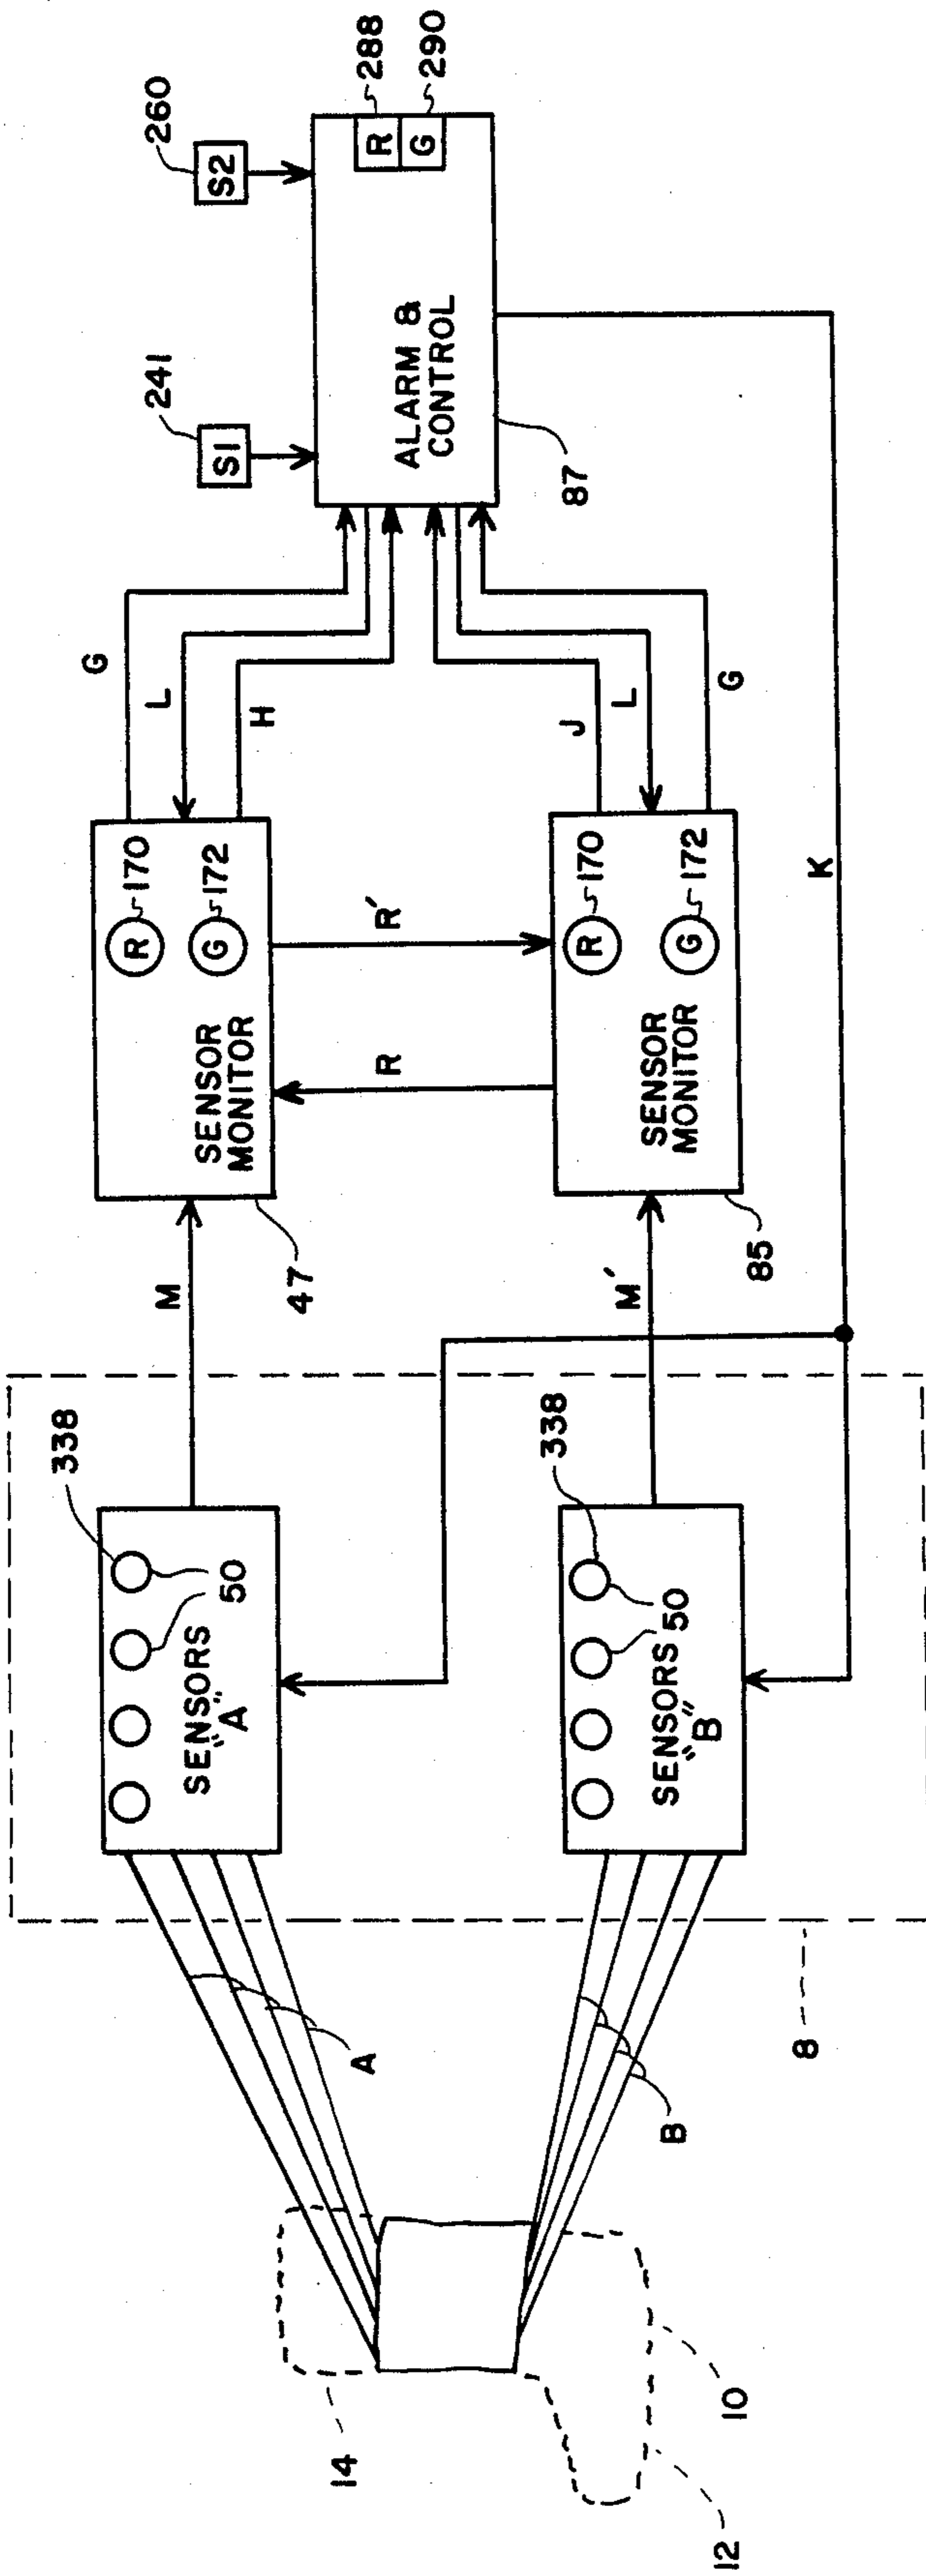 260
S2
241
S1
R
288
G
290
ALARM &
CONTROL
87
G
L
H
J
L
G
K
R
170
G
172
SENSOR
MONITOR
47
R'
R
R
170
G
172
SENSOR
MONITOR
85
M
M'
338
50
SENSORS
"A"
338
50
SENSORS
"B"
8
A
B
14
10
12